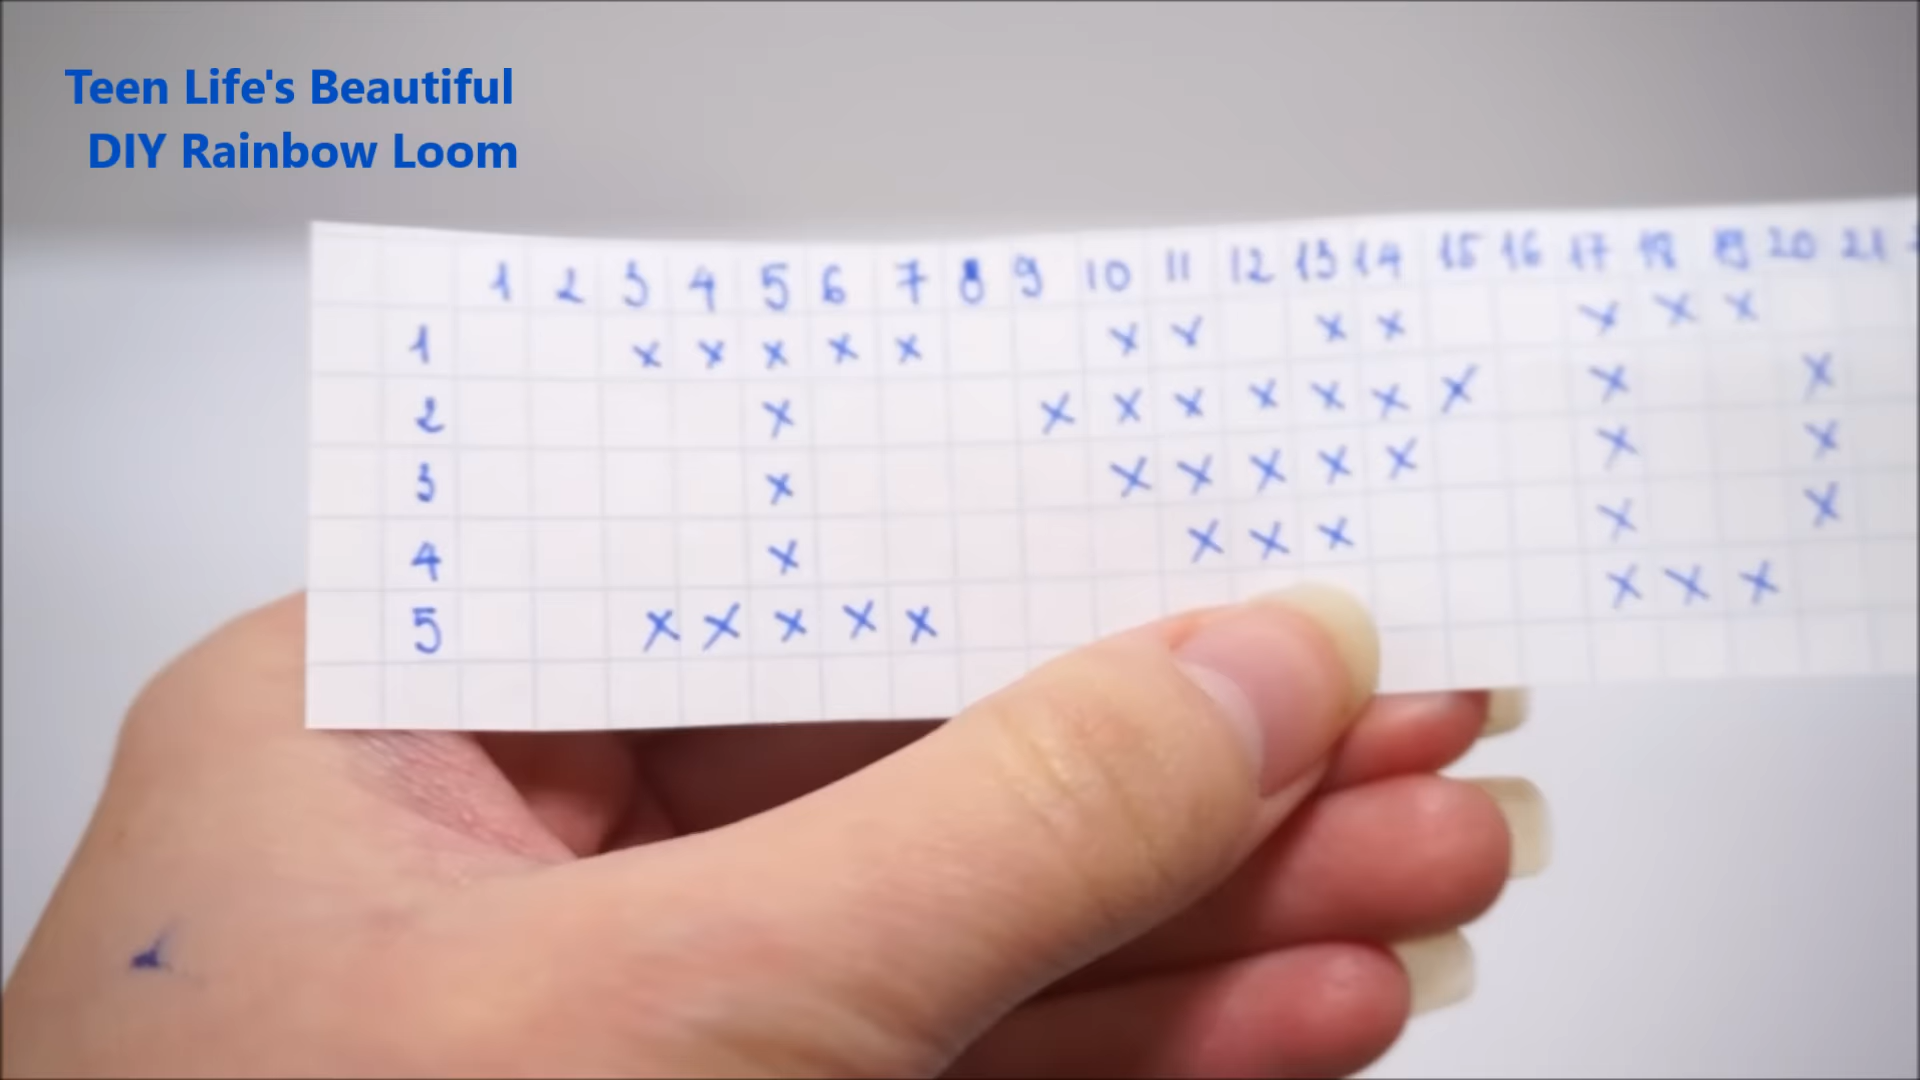 Teen Life's Beautiful
DIY Rainbow Loom
1 2 3 4 5 6 7 8 9 10 11 12 13 14 15 16 17 18 19 20 21
1 x x x x x x x x x x x x
2 x x x x x x x x x x
3 x x x x x x x x
4 x x x x x x
5 x x x x x x x x